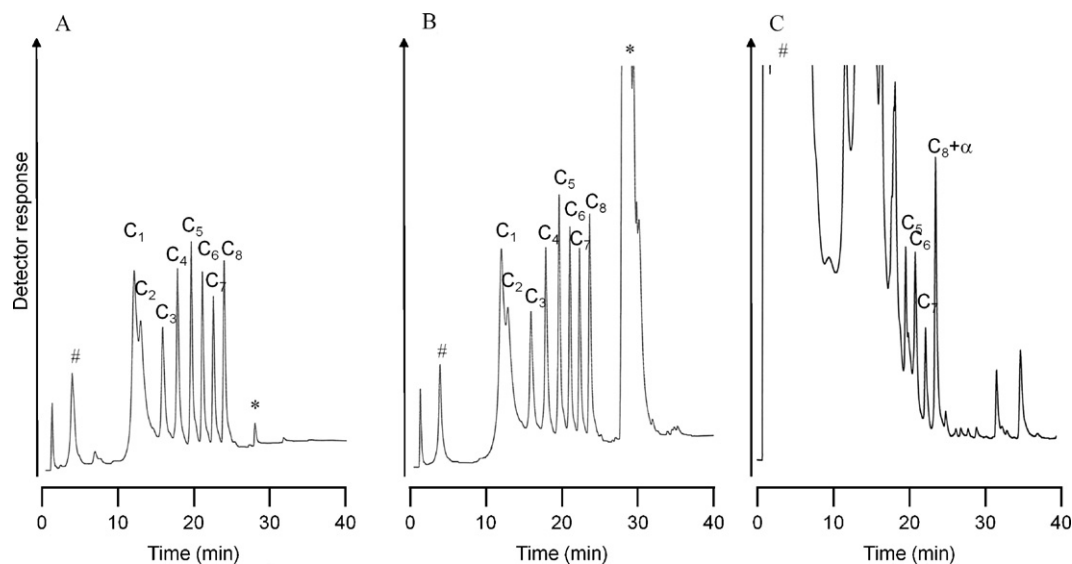 A
B
C
Detector response
#
C₁
C₂
C₃
C₄
C₅
C₆
C₇
C₈
*
0 10 20 30 40
Time (min)
#
C₁
C₂
C₃
C₄
C₅
C₆
C₇
C₈
*
0 10 20 30 40
Time (min)
#
C₅
C₆
C₇
C₈+α
0 10 20 30 40
Time (min)